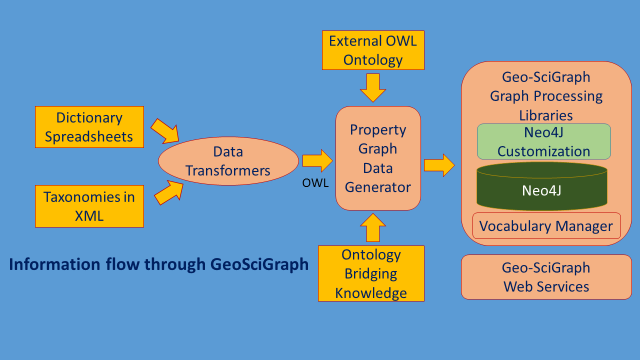 External OWL
Ontology
Dictionary
Spreadsheets
Taxonomies in
XML
Data
Transformers
OWL
Property
Graph
Data
Generator
Ontology
Bridging
Knowledge
Geo-SciGraph
Graph Processing
Libraries
Neo4J
Customization
Neo4J
Vocabulary Manager
Geo-SciGraph
Web Services
Information flow through GeoSciGraph